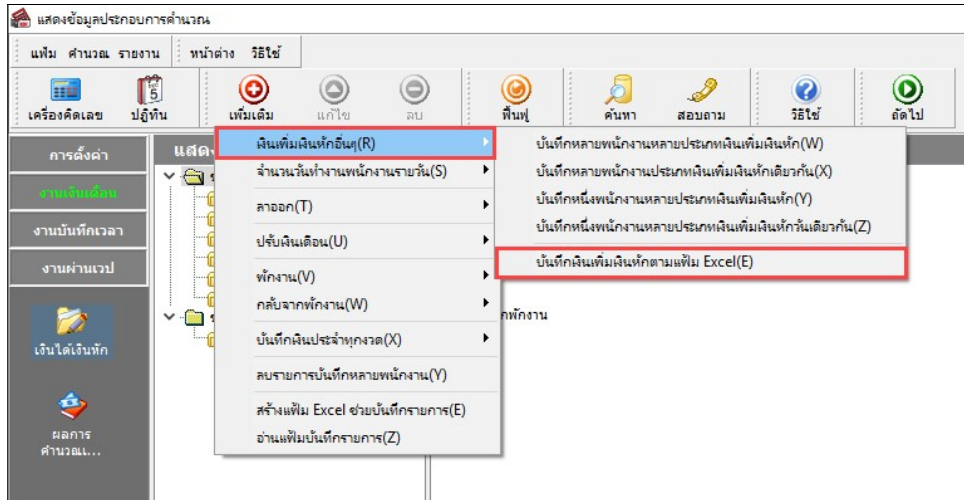 แสดงข้อมูลประกอบการคำนวณ
แฟ้ม คำนวณ รายงาน หน้าต่าง วิธีใช้
เครื่องคิดเลข ปฏิทิน เพิ่มเติม แก้ไข ลบ ฟื้นฟู ค้นหา สอบถาม วิธีใช้ ถัดไป
การตั้งค่า
งานเงินเดือน
งานบันทึกเวลา
งานผ่านเวป
เงินได้เงินหัก
ผลการ
คำนวณเ...
แสดง
เงินเพิ่มเงินหักอื่นๆ(R)
จำนวนวันทำงานพนักงานรายวัน(S)
ลาออก(T)
ปรับเงินเดือน(U)
พักงาน(V)
กลับจากพักงาน(W)
บันทึกเงินประจำทุกงวด(X)
ลบรายการบันทึกหลายพนักงาน(Y)
สร้างแฟ้ม Excel ช่วยบันทึกรายการ(E)
อ่านแฟ้มบันทึกรายการ(Z)
บันทึกหลายพนักงานหลายประเภทเงินเพิ่มเงินหัก(W)
บันทึกหลายพนักงานประเภทเงินเพิ่มเงินหักเดียวกัน(X)
บันทึกหนึ่งพนักงานหลายประเภทเงินเพิ่มเงินหัก(Y)
บันทึกหนึ่งพนักงานหลายประเภทเงินเพิ่มเงินหักวันเดียวกัน(Z)
บันทึกเงินเพิ่มเงินหักตามแฟ้ม Excel(E)
กพักงาน